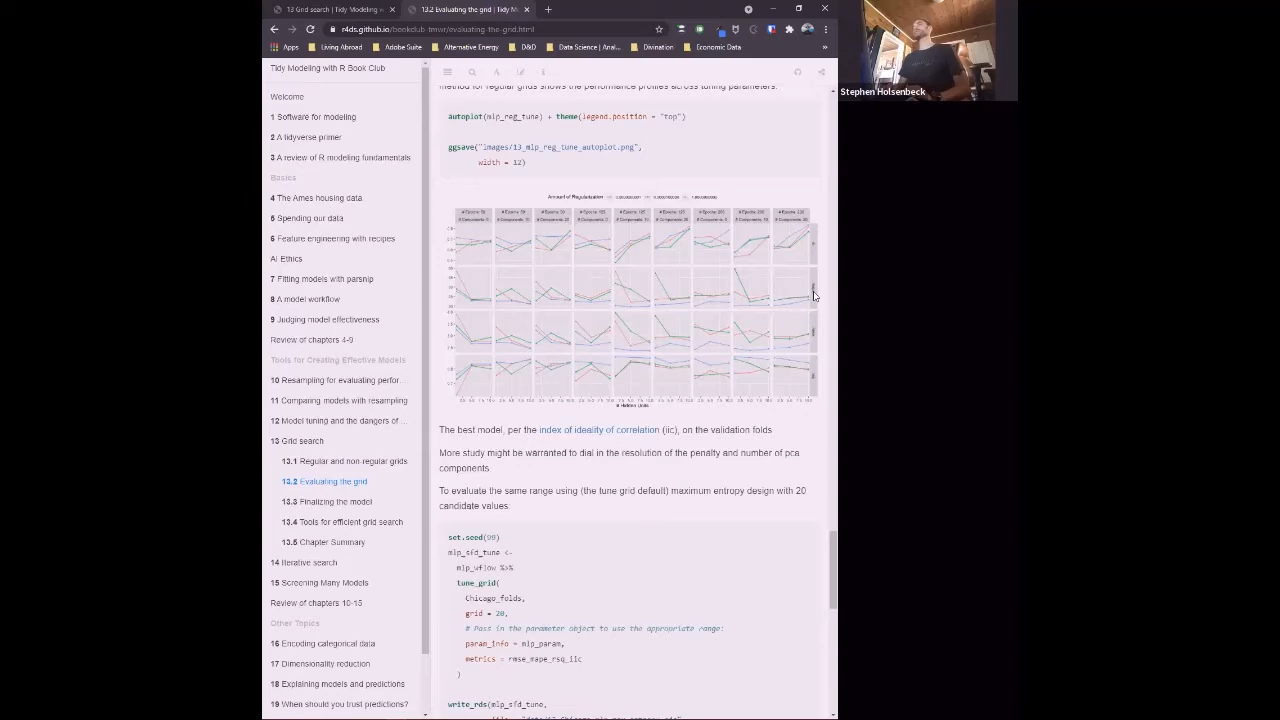 13 Grid search | Tidy Modeling w
13.2 Evaluating the grid | Tidy M
r4ds.github.io/bookclub-tmwr/evaluating-the-grid.html
Apps
Living Abroad
Adobe Suite
Alternative Energy
D&D
Data Science | Anal...
Divination
Economic Data
Stephen Holsenbeck
Tidy Modeling with R Book Club
Welcome
1 Software for modeling
2 A tidyverse primer
3 A review of R modeling fundamentals
Basics
4 The Ames housing data
5 Spending our data
6 Feature engineering with recipes
AI Ethics
7 Fitting models with parsnip
8 A model workflow
9 Judging model effectiveness
Review of chapters 4-9
Tools for Creating Effective Models
10 Resampling for evaluating perfor...
11 Comparing models with resampling
12 Model tuning and the dangers of ...
13 Grid search
13.1 Regular and non-regular grids
13.2 Evaluating the grid
13.3 Finalizing the model
13.4 Tools for efficient grid search
13.5 Chapter Summary
14 Iterative search
15 Screening Many Models
Review of chapters 10-15
Other Topics
16 Encoding categorical data
17 Dimensionality reduction
18 Explaining models and predictions
19 When should you trust predictions?
method for regular grids shows the performance profiles across tuning parameters.
autoplot(mlp_reg_tune) + theme(legend.position = "top")
ggsave("images/13_mlp_reg_tune_autoplot.png",
width = 12)
Amount of Regularization
# Hidden Units
The best model, per the index of ideality of correlation (iic), on the validation folds
More study might be warranted to dial in the resolution of the penalty and number of pca
components
To evaluate the same range using (the tune grid default) maximum entropy design with 20
candidate values:
set.seed(99)
mlp_sfd_tune <-
mlp_wflow %>%
tune_grid(
Chicago_folds,
grid = 20,
# Pass in the parameter object to use the appropriate range:
param_info = mlp_param,
metrics = rmse_mape_rsq_iic
)
write_rds(mlp_sfd_tune,